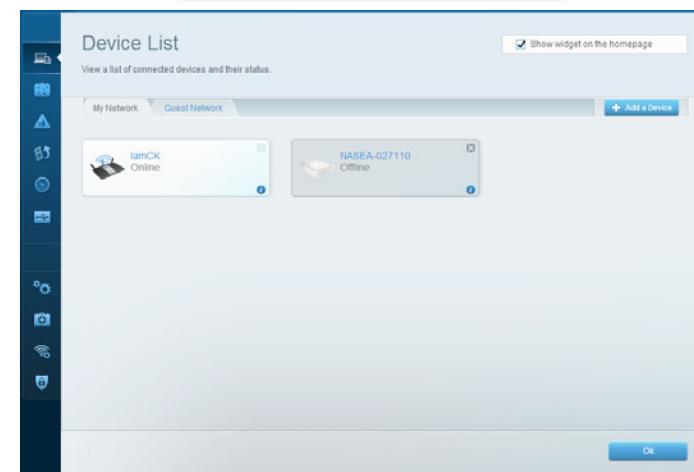 Device List
Show widget on the homepage
View a list of connected devices and their status.
My Network
Guest Network
Add a Device
IamCK
Online
NASEA-027110
Offline
Ok